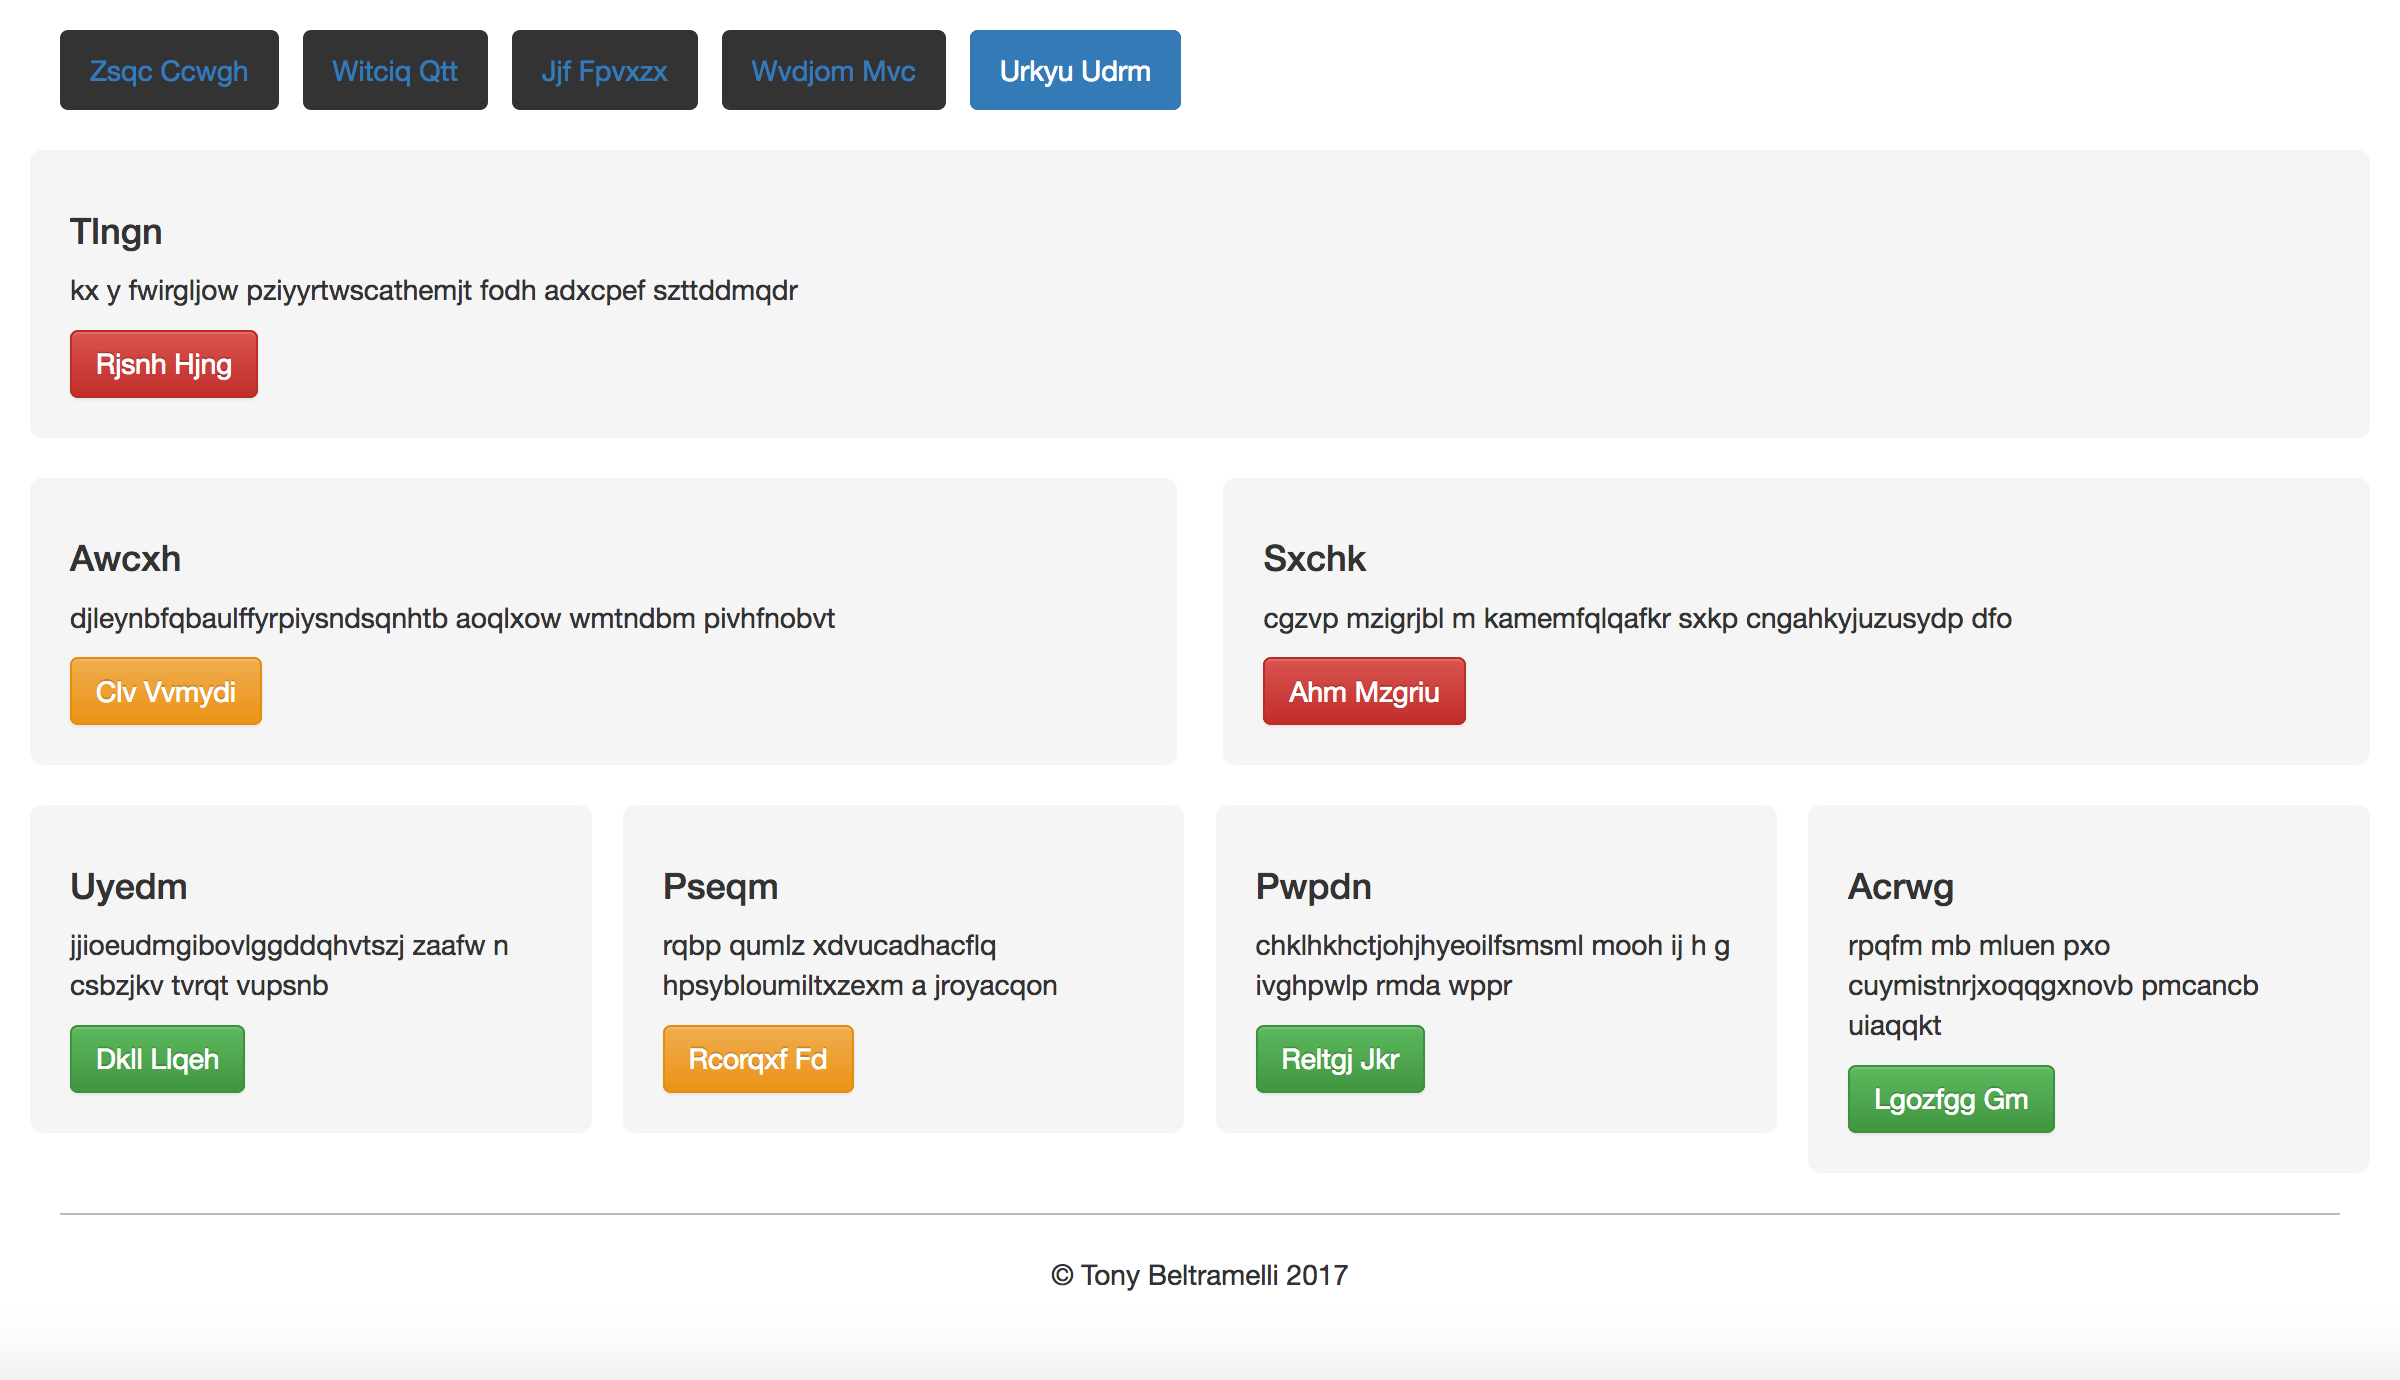 Zsqc Ccwgh Witciq Qtt Jjf Fpvxzx Wvdjom Mvc Urkyu Udrm
Tlngn
kx y fwirgljow pziyyrtwscathemjt fodh adxcpef szttddmqdr
Rjsnh Hjng
Awcxh
djleynbfqbaulffyrpiysndsqnhtb aoqlxow wmtndbm pivhfnobvt
Clv Vvmydi
Sxchk
cgzvp mzigrjbl m kamemfqlqafkr sxkp cngahkyjuzusydp dfo
Ahm Mzgriu
Uyedm
jjioeudmgibovlggddqhvtszj zaafw n
csbzjkv tvrqt vupsnb
Dkll Llqeh
Pseqm
rqbp qumlz xdvucadhacflq
hpsybloumiltxzexm a jroyacqon
Rcorqxf Fd
Pwpdn
chklhkhctjohjhyeoilfsmsml mooh ij h g
ivghpwlp rmda wppr
Reltgj Jkr
Acrwg
rpqfm mb mluen pxo
cuymistnrjxoqqgxnovb pmcancb
uiaqqkt
Lgozfgg Gm
© Tony Beltramelli 2017